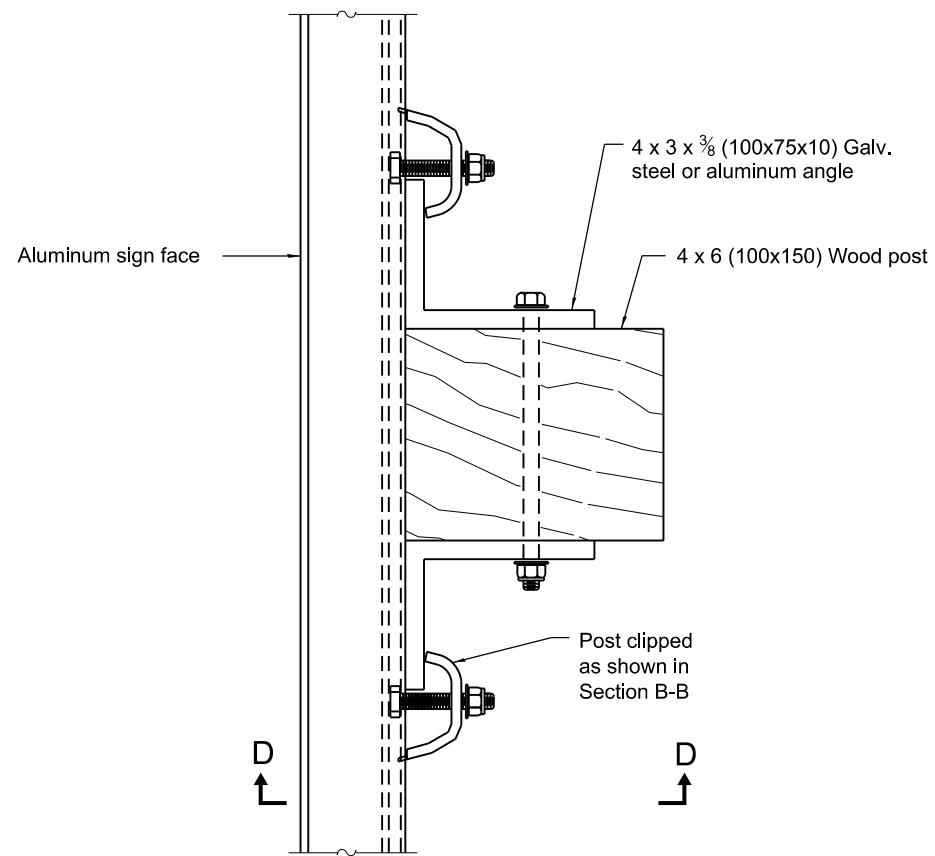 4 x 3 x ⅜ (100x75x10) Galv.
steel or aluminum angle
Aluminum sign face
4 x 6 (100x150) Wood post
Post clipped
as shown in
Section B-B
D
D